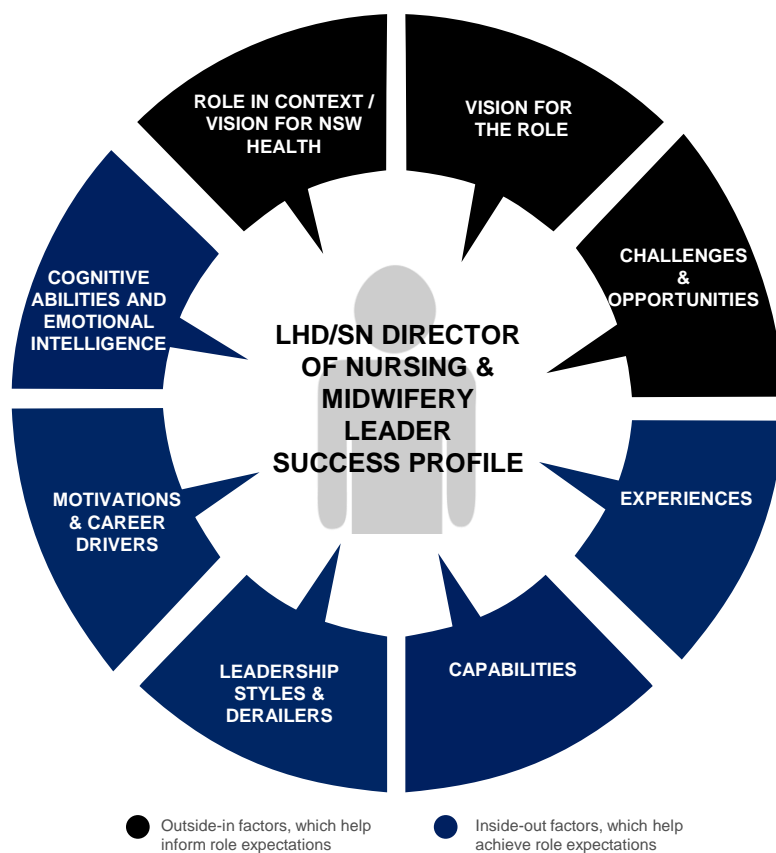 ROLE IN CONTEXT /
VISION FOR NSW
HEALTH
VISION FOR
THE ROLE
CHALLENGES
&
OPPORTUNITIES
COGNITIVE
ABILITIES AND
EMOTIONAL
INTELLIGENCE
LHD/SN DIRECTOR
OF NURSING &
MIDWIFERY
LEADER
SUCCESS PROFILE
EXPERIENCES
MOTIVATIONS
& CAREER
DRIVERS
CAPABILITIES
LEADERSHIP
STYLES &
DERAILERS
Outside-in factors, which help
inform role expectations
Inside-out factors, which help
achieve role expectations